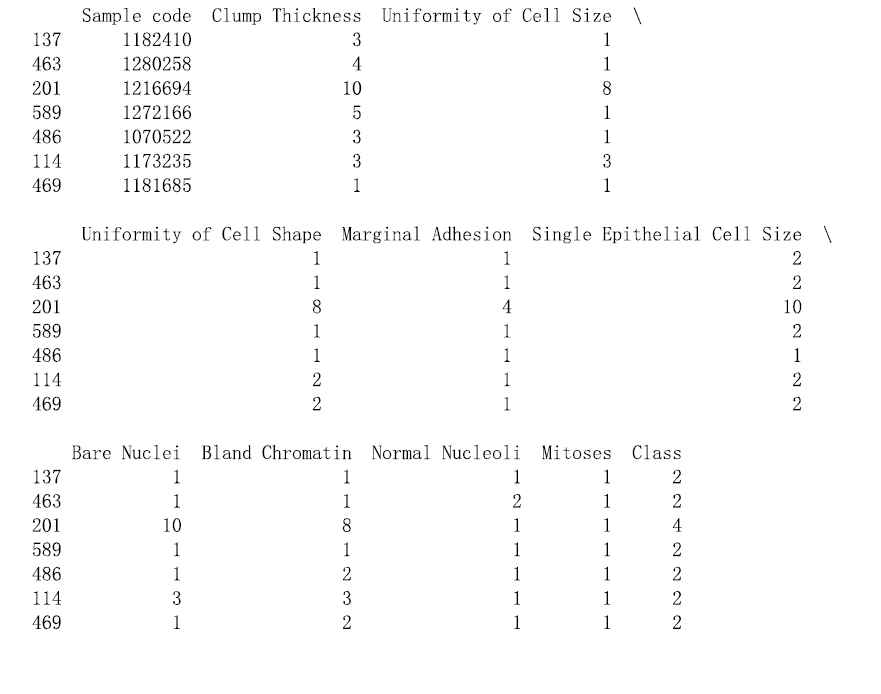 Sample code  Clump Thickness  Uniformity of Cell Size  \
137  1182410  3  1
463  1280258  4  1
201  1216694  10  8
589  1272166  5  1
486  1070522  3  1
114  1173235  3  3
469  1181685  1  1
Uniformity of Cell Shape  Marginal Adhesion  Single Epithelial Cell Size  \
137  1  1  2
463  1  1  2
201  8  4  10
589  1  1  2
486  1  1  1
114  2  1  2
469  2  1  2
Bare Nuclei  Bland Chromatin  Normal Nucleoli  Mitoses  Class
137  1  1  1  1  2
463  1  1  2  1  2
201  10  8  1  1  4
589  1  1  1  1  2
486  1  2  1  1  2
114  3  3  1  1  2
469  1  2  1  1  2